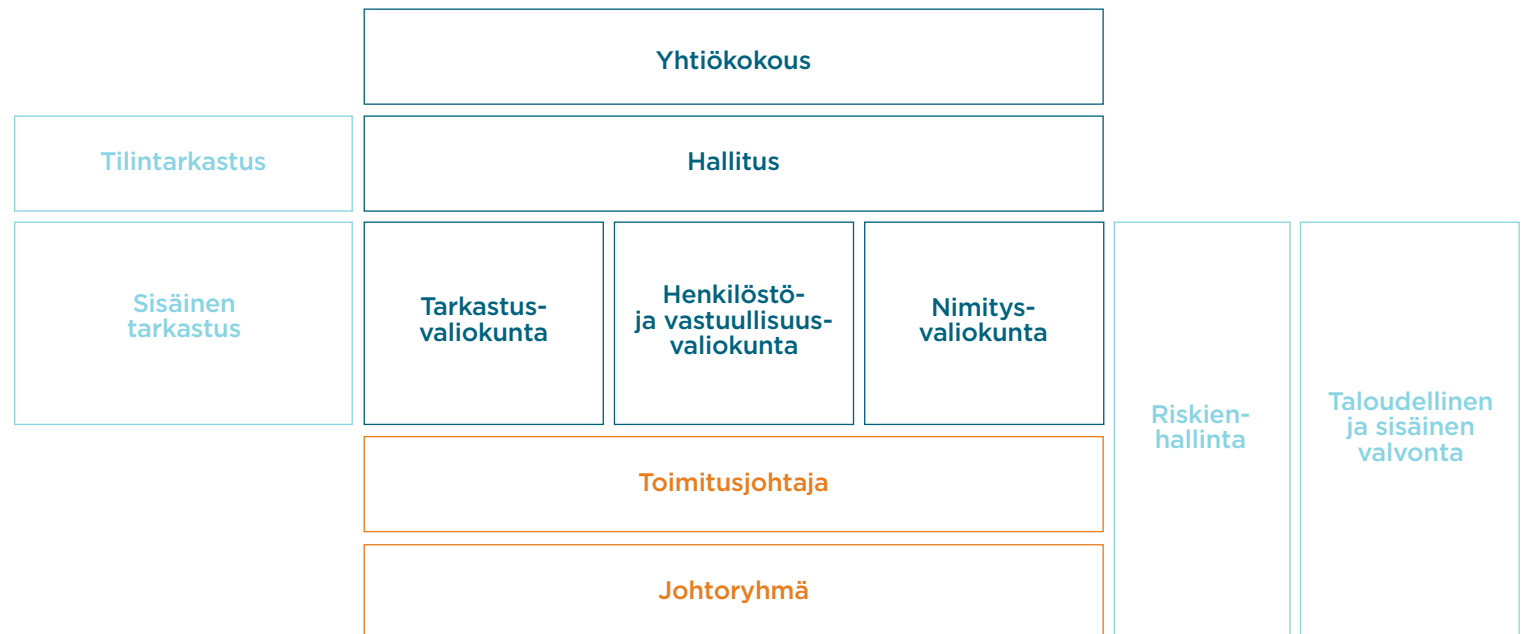 Yhtiökokous
Tilintarkastus
Hallitus
Sisäinen
tarkastus
Tarkastus-
valiokunta
Henkilöstö-
ja vastuullisuus-
valiokunta
Nimitys-
valiokunta
Riskien-
hallinta
Taloudellinen
ja sisäinen
valvonta
Toimitusjohtaja
Johtoryhmä